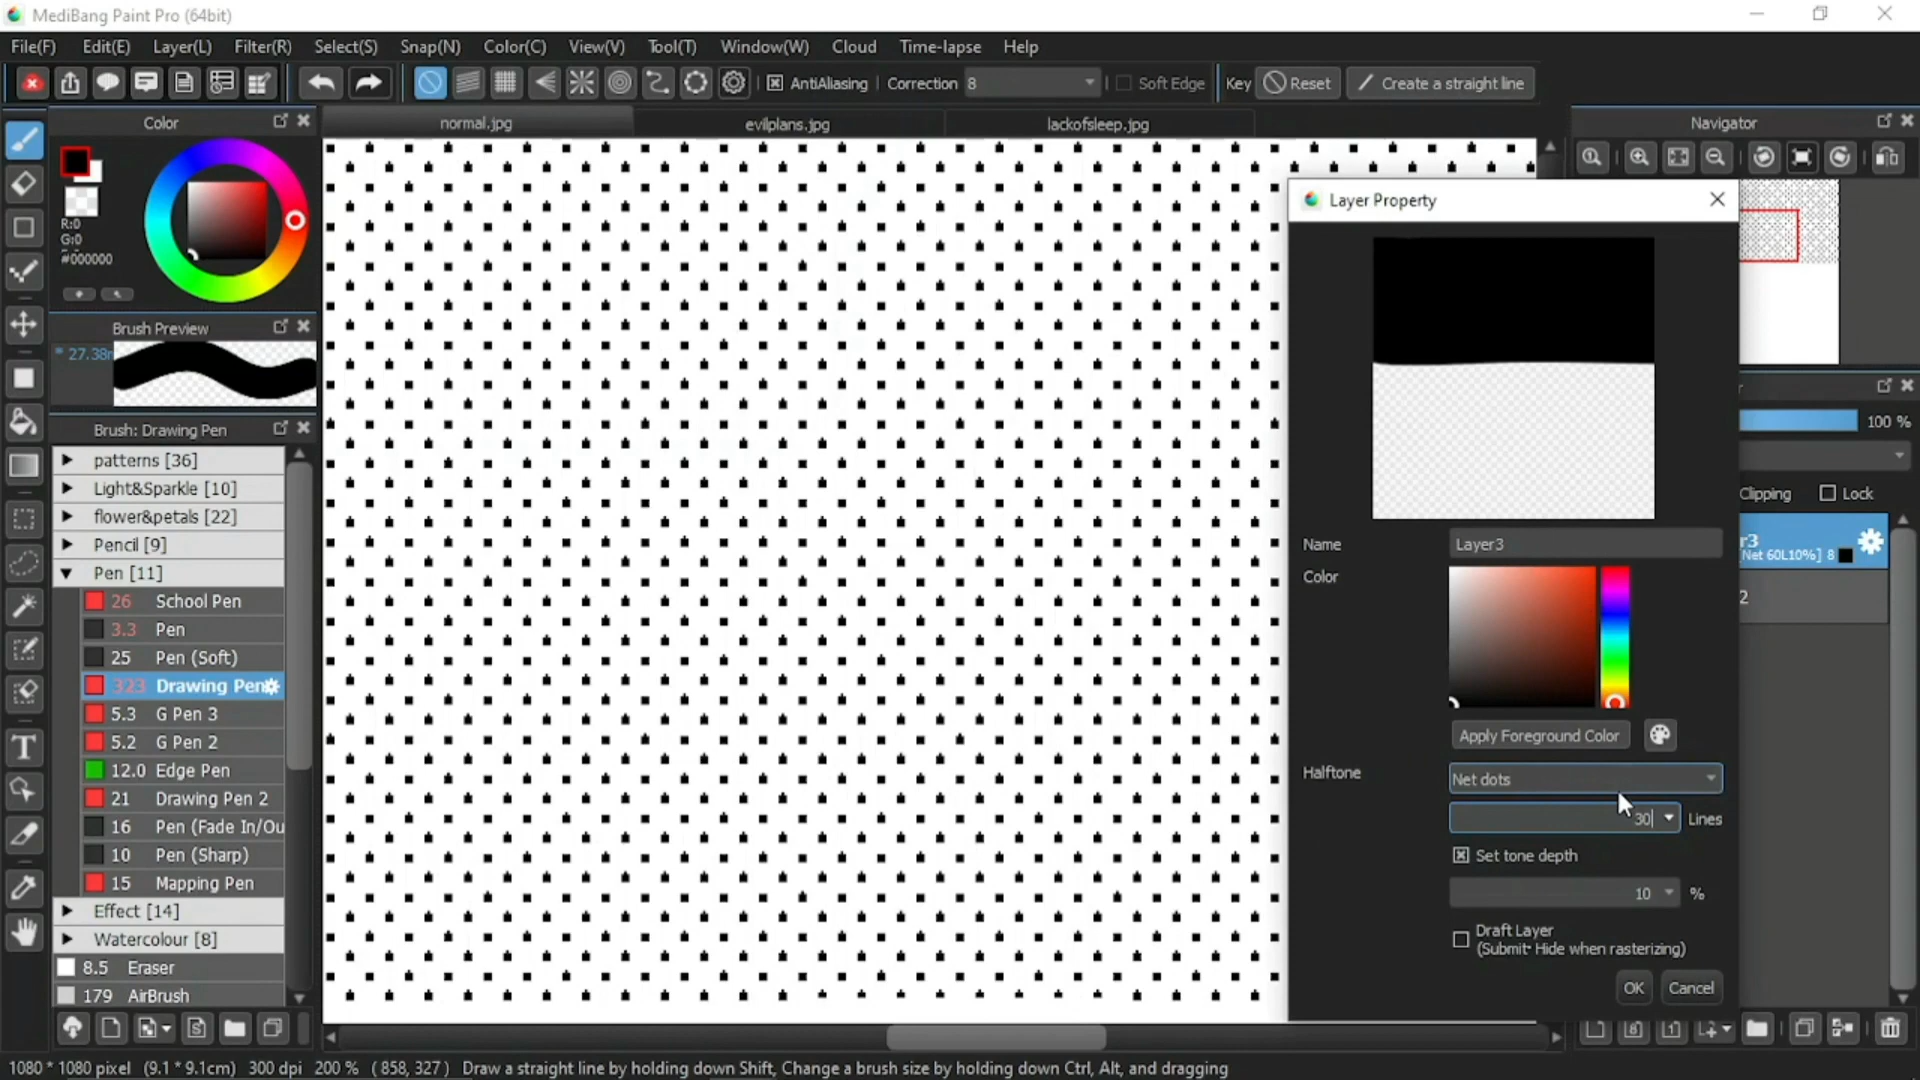 MediBang Paint Pro (64bit)
File(F) Edit(E) Layer(L) Filter(R) Select(S) Snap(N) Color(C) View(V) Tool(T) Window(W) Cloud Time-lapse Help
AntiAliasing Correction 8 Soft Edge Key Reset Create a straight line
Color normal.jpg evilplans.jpg lackofsleep.jpg Navigator
R:0
G:0
#000000
Brush Preview
27.38
Brush: Drawing Pen
patterns [36]
Light&Sparkle [10]
flower&petals [22]
Pencil [9]
Pen [11]
26 School Pen
3.3 Pen
25 Pen (Soft)
323 Drawing Pen
5.3 G Pen 3
5.2 G Pen 2
12.0 Edge Pen
21 Drawing Pen 2
16 Pen (Fade In/Ou
10 Pen (Sharp)
15 Mapping Pen
Effect [14]
Watercolour [8]
8.5 Eraser
179 AirBrush
Layer Property
Name Layer3
Color
Apply Foreground Color
Halftone Net dots
30 Lines
Set tone depth
10 %
Draft Layer
(Submit· Hide when rasterizing)
OK Cancel
100 %
Clipping Lock
r3
[Net 60L10%] 8
2
1080 * 1080 pixel (9.1 * 9.1cm) 300 dpi 200 % ( 858, 327 ) Draw a straight line by holding down Shift, Change a brush size by holding down Ctrl, Alt, and dragging